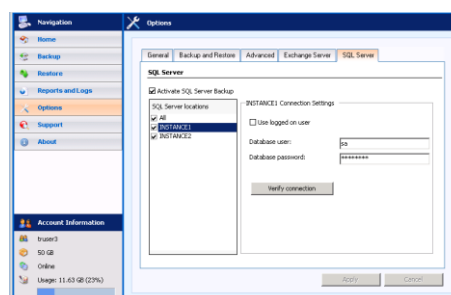 Navigation
Home
Backup
Restore
Reports and Logs
Options
Support
About
Account Information
truser3
50 GB
Online
Usage: 11.63 GB (23%)
Options
General
Backup and Restore
Advanced
Exchange Server
SQL Server
SQL Server
Activate SQL Server Backup
SQL Server locations
All
INSTANCE1
INSTANCE2
INSTANCE1 Connection Settings
Use logged on user
Database user:
sa
Database password:
********
Verify connection
Apply
Cancel